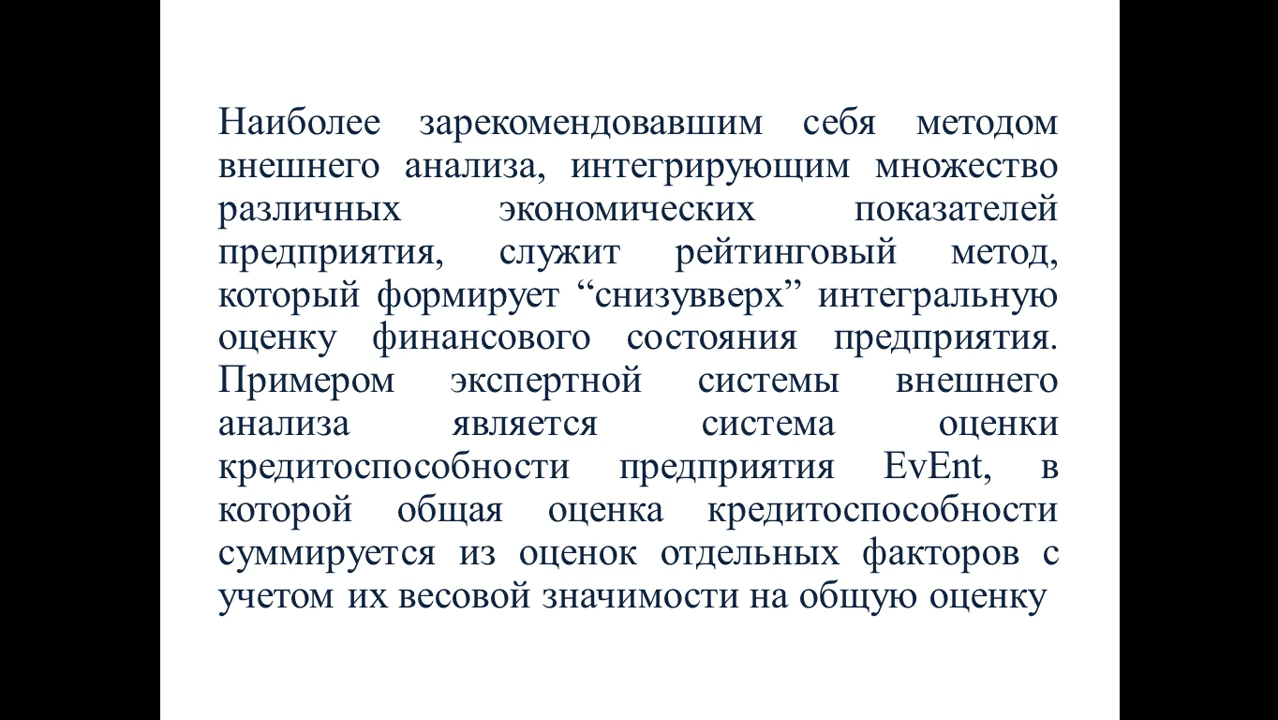 Наиболее зарекомендовавшим себя методом
внешнего анализа, интегрирующим множество
различных экономических показателей
предприятия, служит рейтинговый метод,
который формирует “снизувверх” интегральную
оценку финансового состояния предприятия.
Примером экспертной системы внешнего
анализа является система оценки
кредитоспособности предприятия EvEnt, в
которой общая оценка кредитоспособности
суммируется из оценок отдельных факторов с
учетом их весовой значимости на общую оценку